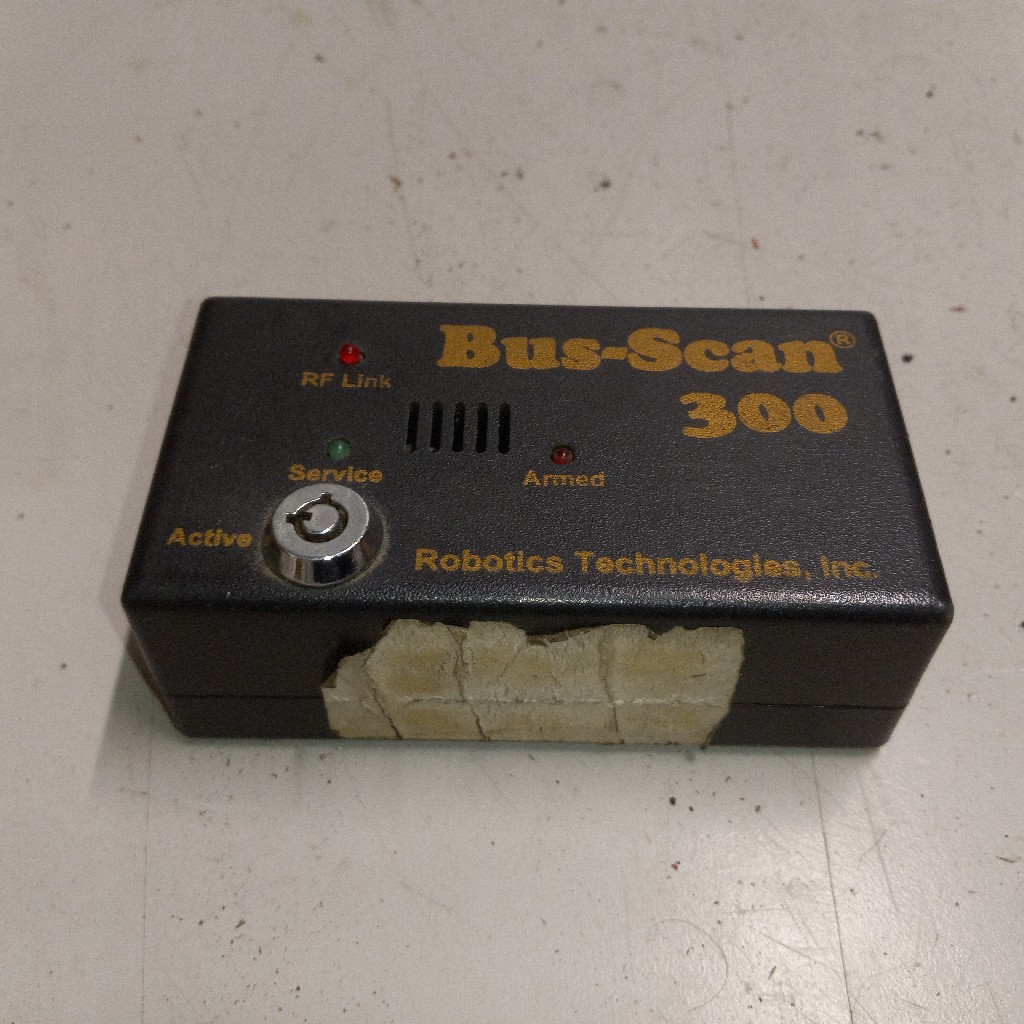 Bus-Scan®
300
RF Link
Service
Armed
Active
Robotics Technologies, Inc.